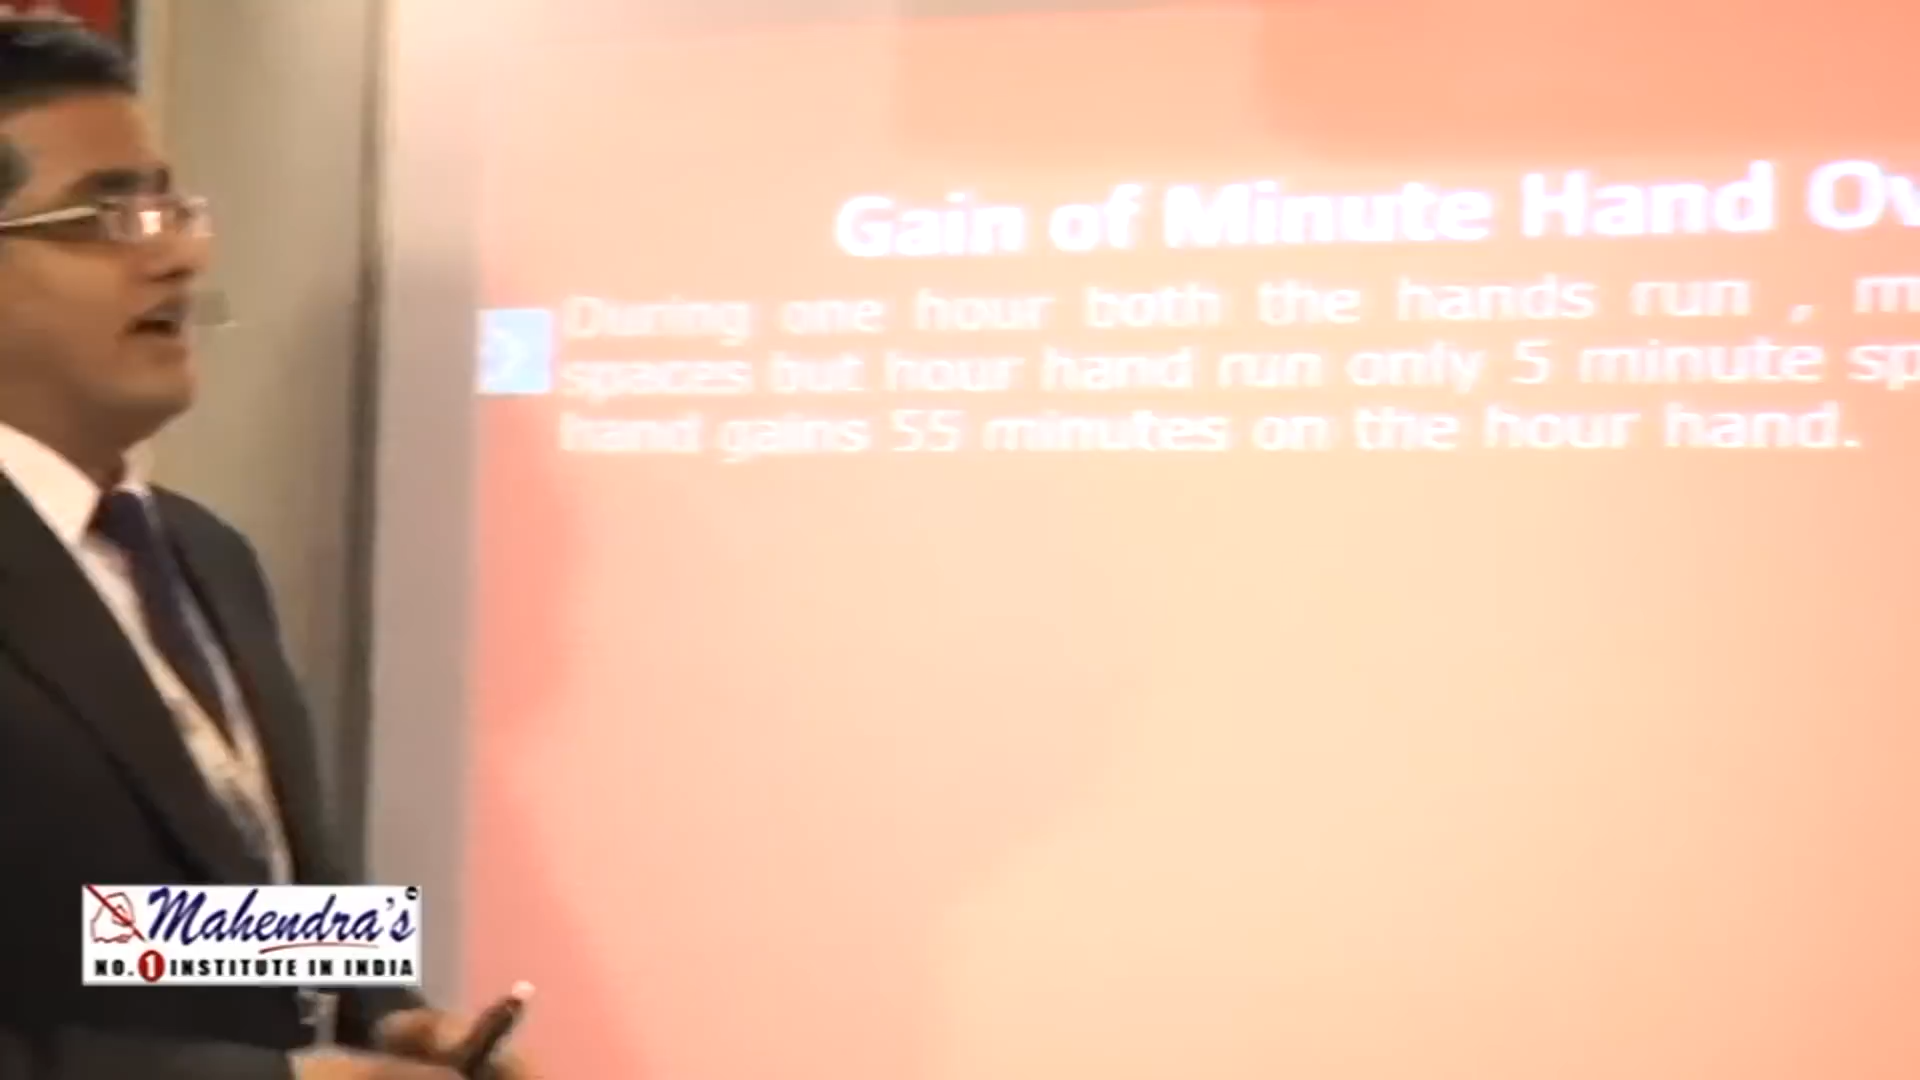 Gain of Minute Hand Ov
During one hour both the hands run , m
spaces but hour hand run only 5 minute sp
hand gains 55 minutes on the hour hand.
Mahendra's
NO. 1 INSTITUTE IN INDIA